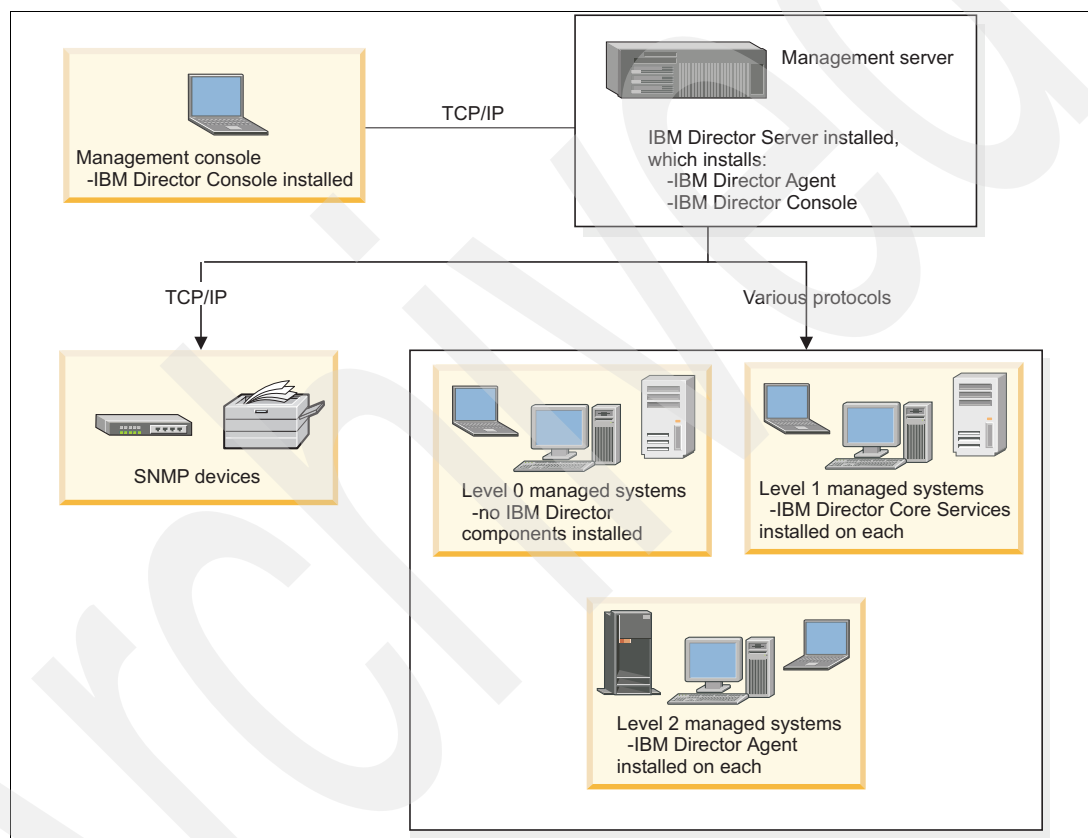 Management server
TCP/IP
IBM Director Server installed,
which installs:
-IBM Director Agent
-IBM Director Console
Management console
-IBM Director Console installed
TCP/IP
Various protocols
SNMP devices
Level 0 managed systems
-no IBM Director
components installed
Level 1 managed systems
-IBM Director Core Services
installed on each
Level 2 managed systems
-IBM Director Agent
installed on each